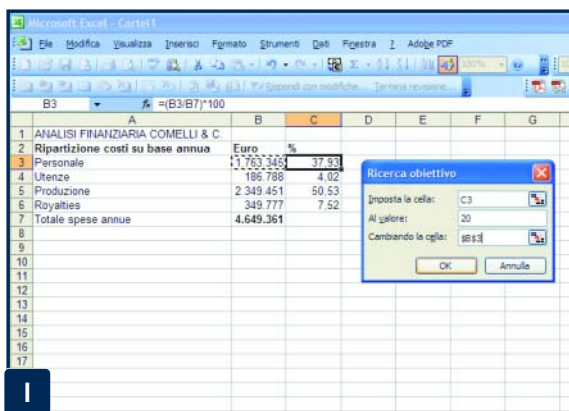 Microsoft Excel - Cartel1
File Modifica Visualizza Inserisci Formato Strumenti Dati Finestra ? Adobe PDF
100%
Rispondi con modifiche... Termina revisione...
B3 fx =(B3/B7)*100
A B C D E F G
1 ANALISI FINANZIARIA COMELLI & C.
2 Ripartizione costi su base annua Euro %
3 Personale 1.763.345 37,93
4 Utenze 186.788 4,02
5 Produzione 2.349.451 50,53
6 Royalties 349.777 7,52
7 Totale spese annue 4.649.361
8
9
10
11
12
13
14
15
16
17
Ricerca obiettivo
Imposta la cella: C3
Al valore: 20
Cambiando la cella: $B$3
OK Annulla
I